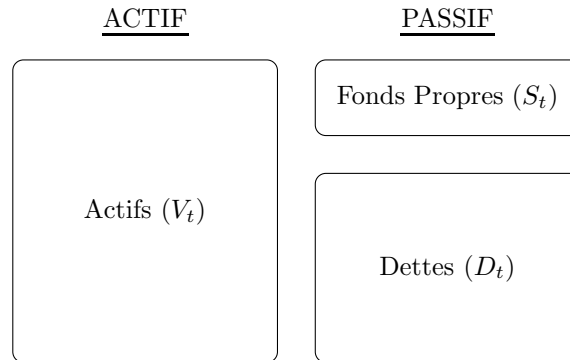 ACTIF
PASSIF
Fonds Propres (S_t)
Actifs (V_t)
Dettes (D_t)